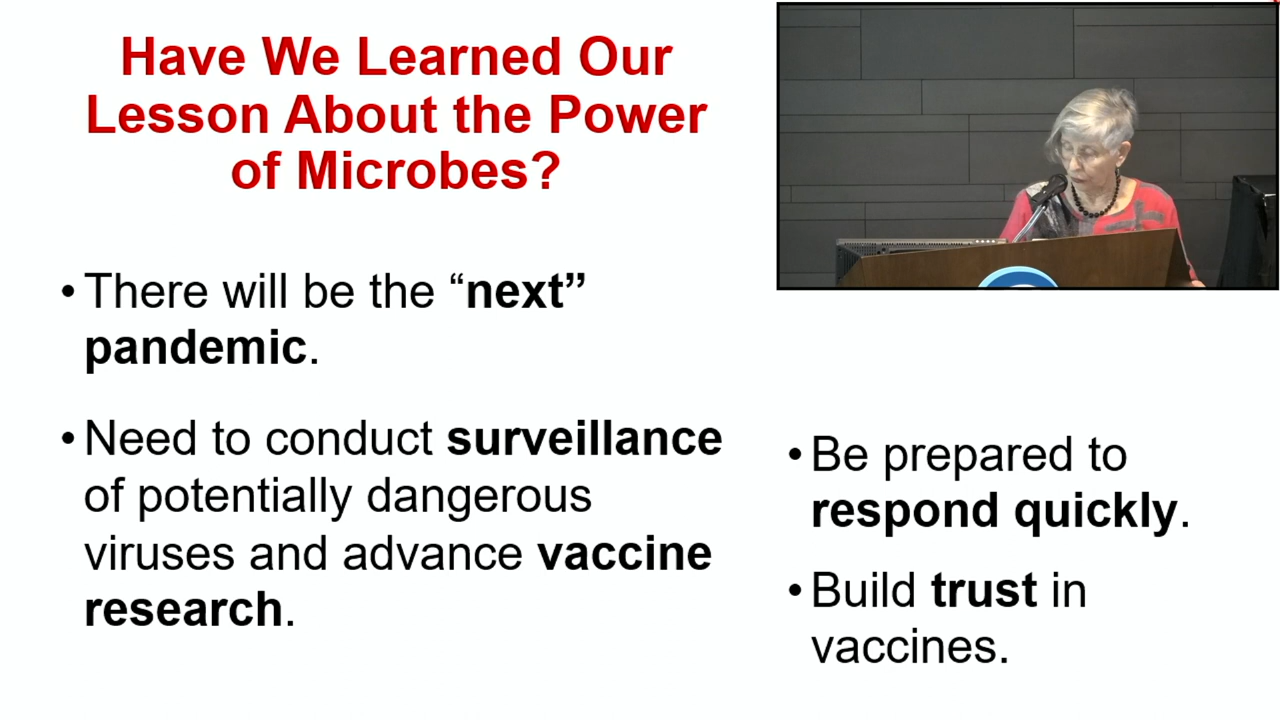 Have We Learned Our
Lesson About the Power
of Microbes?
• There will be the “next”
pandemic.
• Need to conduct surveillance
of potentially dangerous
viruses and advance vaccine
research.
• Be prepared to
respond quickly.
• Build trust in
vaccines.